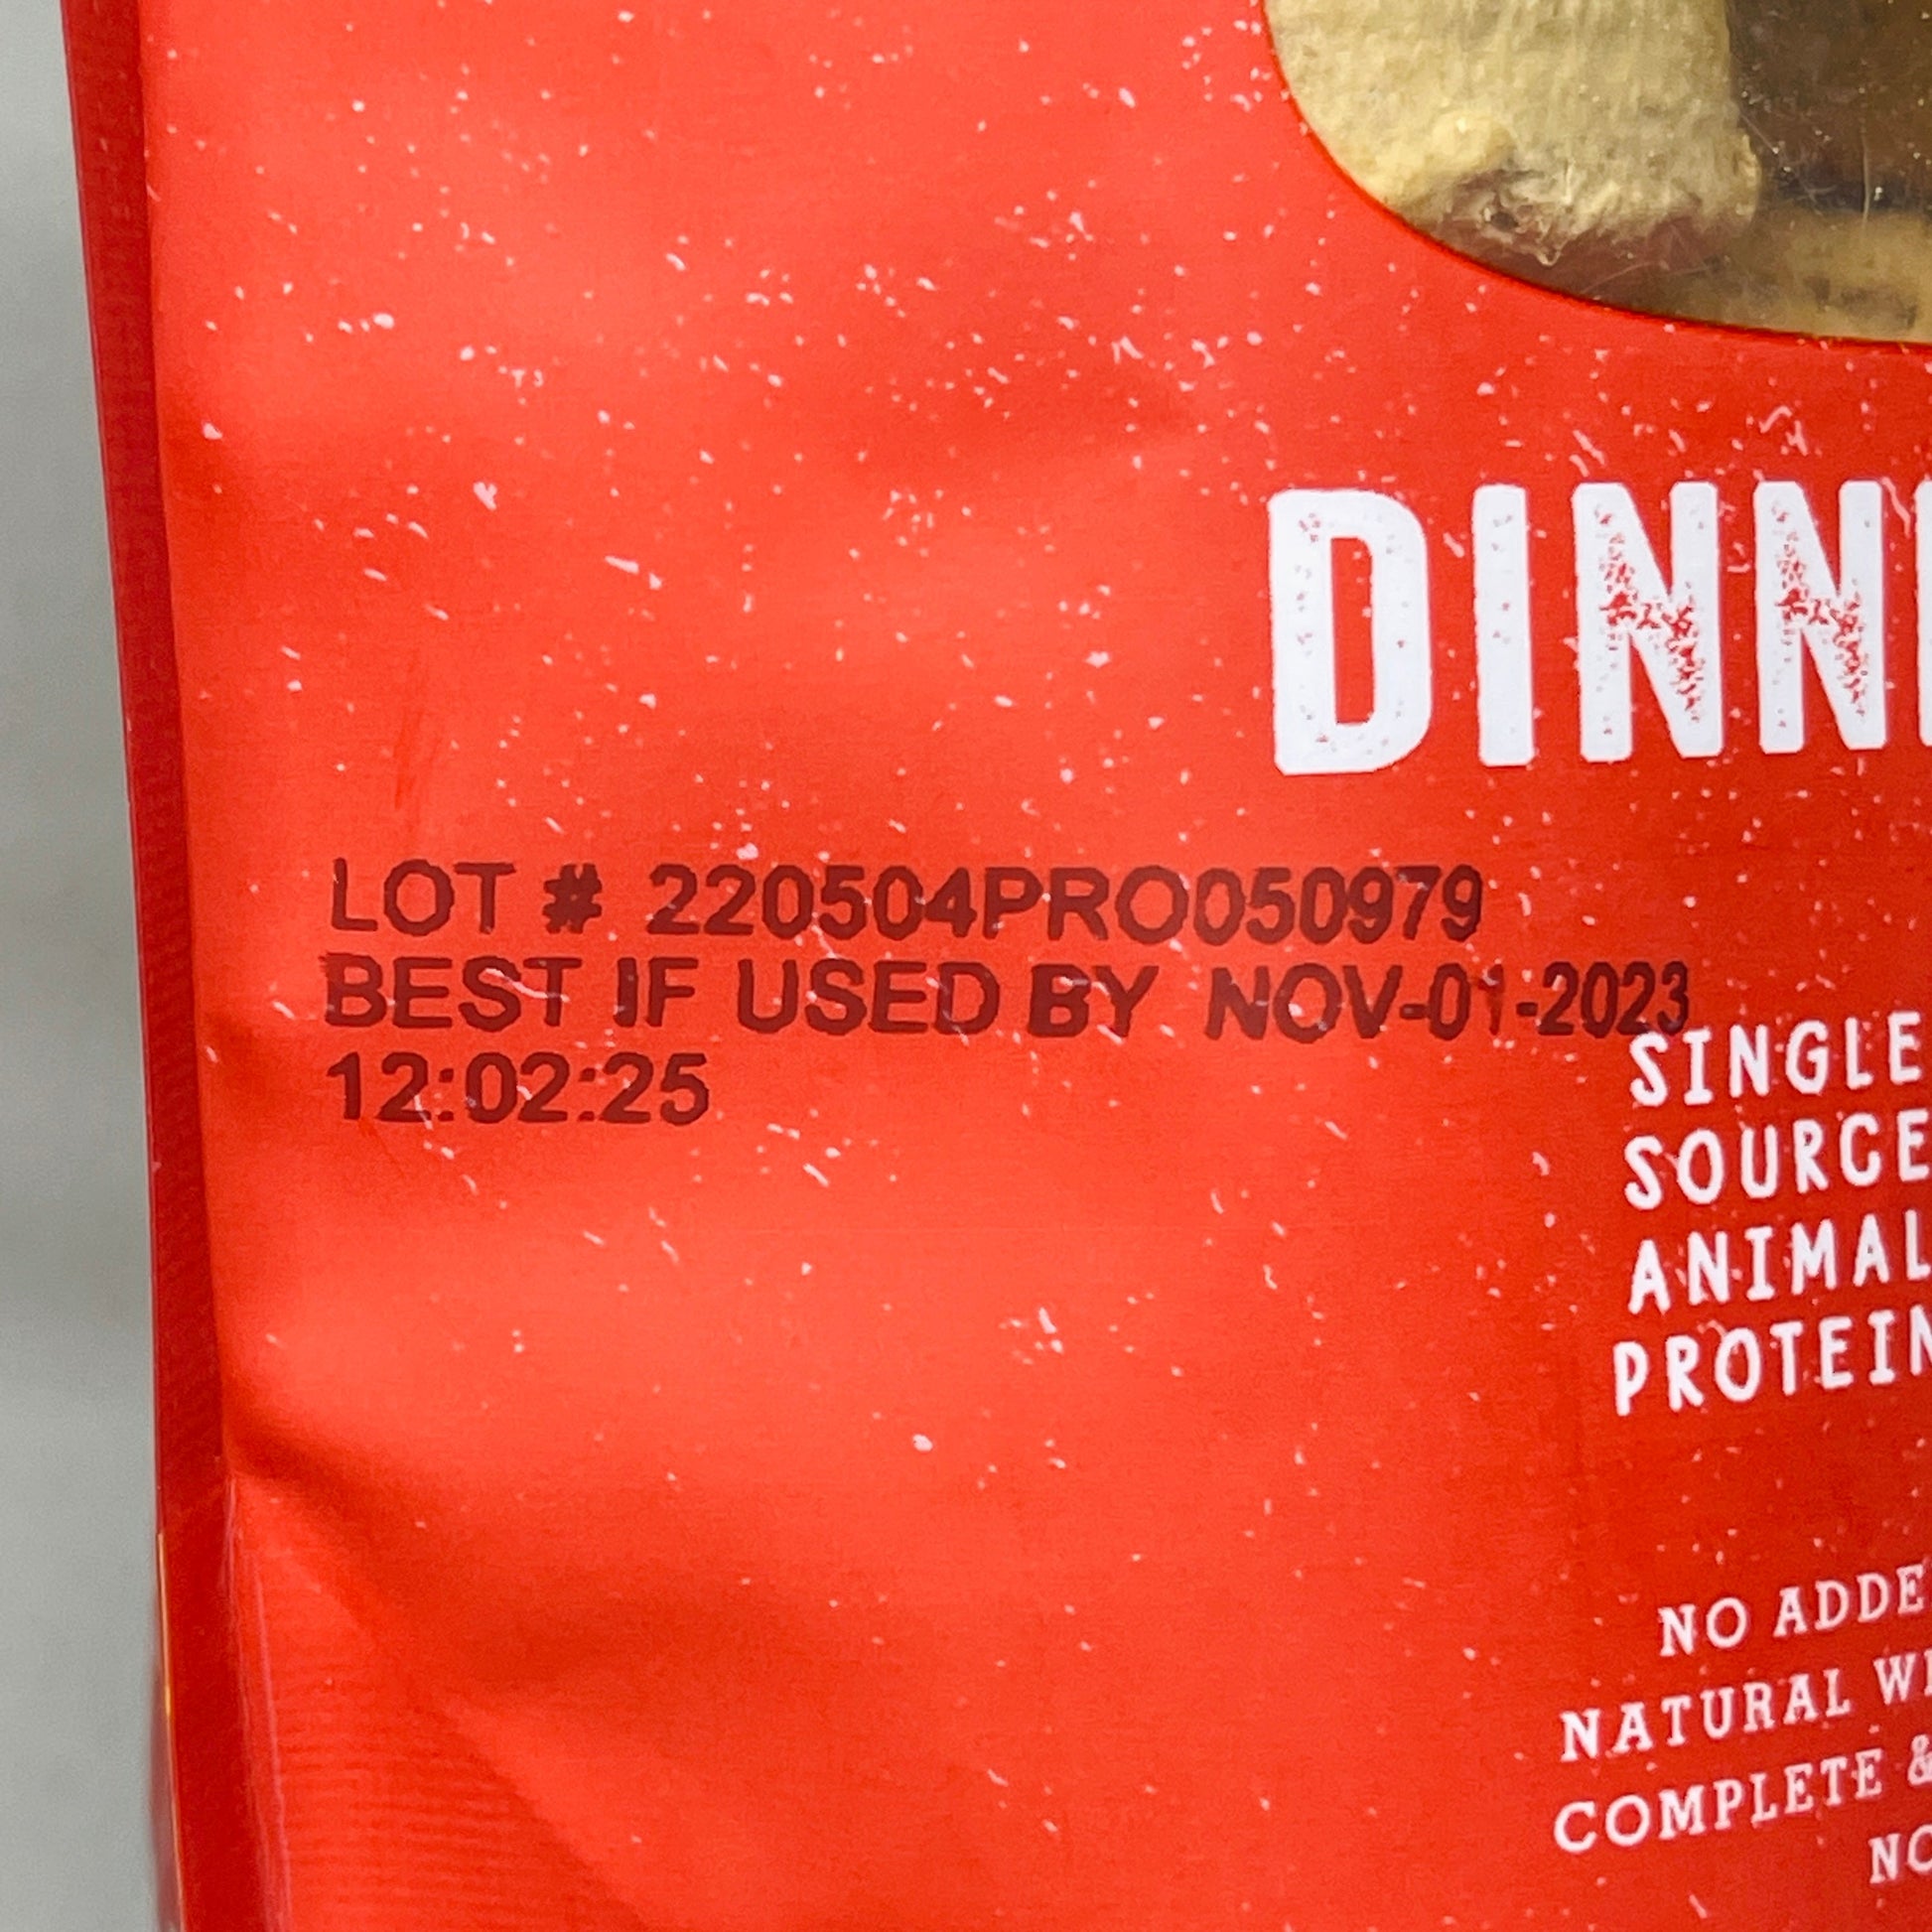 DINN
LOT # 220504PRO050979
BEST IF USED BY NOV-01-2023
12:02:25
SINGLE
SOURCE
ANIMAL
PROTEIN
NO ADDE
NATURAL WI
COMPLETE &
NO